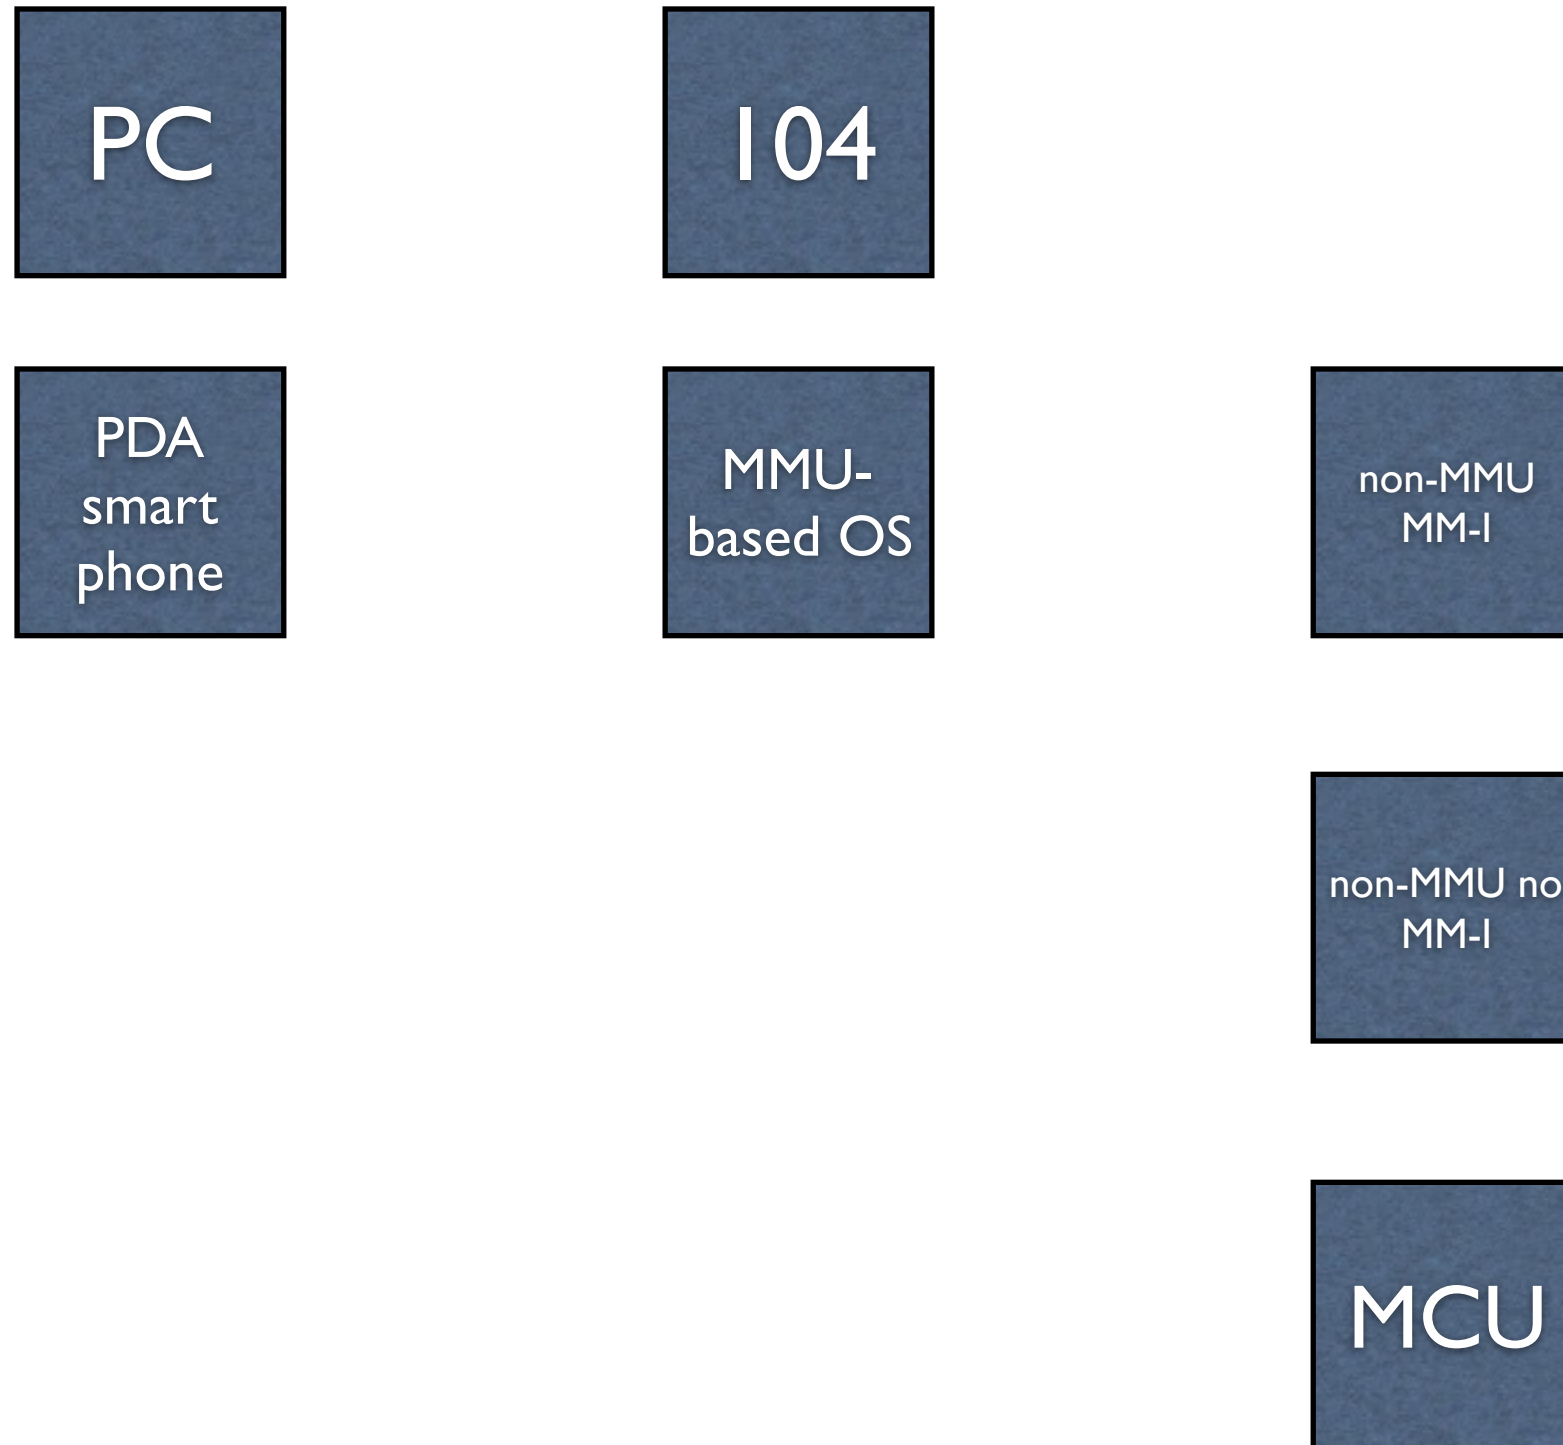 PC
104
PDA
smart
phone
MMU-
based OS
non-MMU
MM-I
non-MMU no
MM-I
MCU